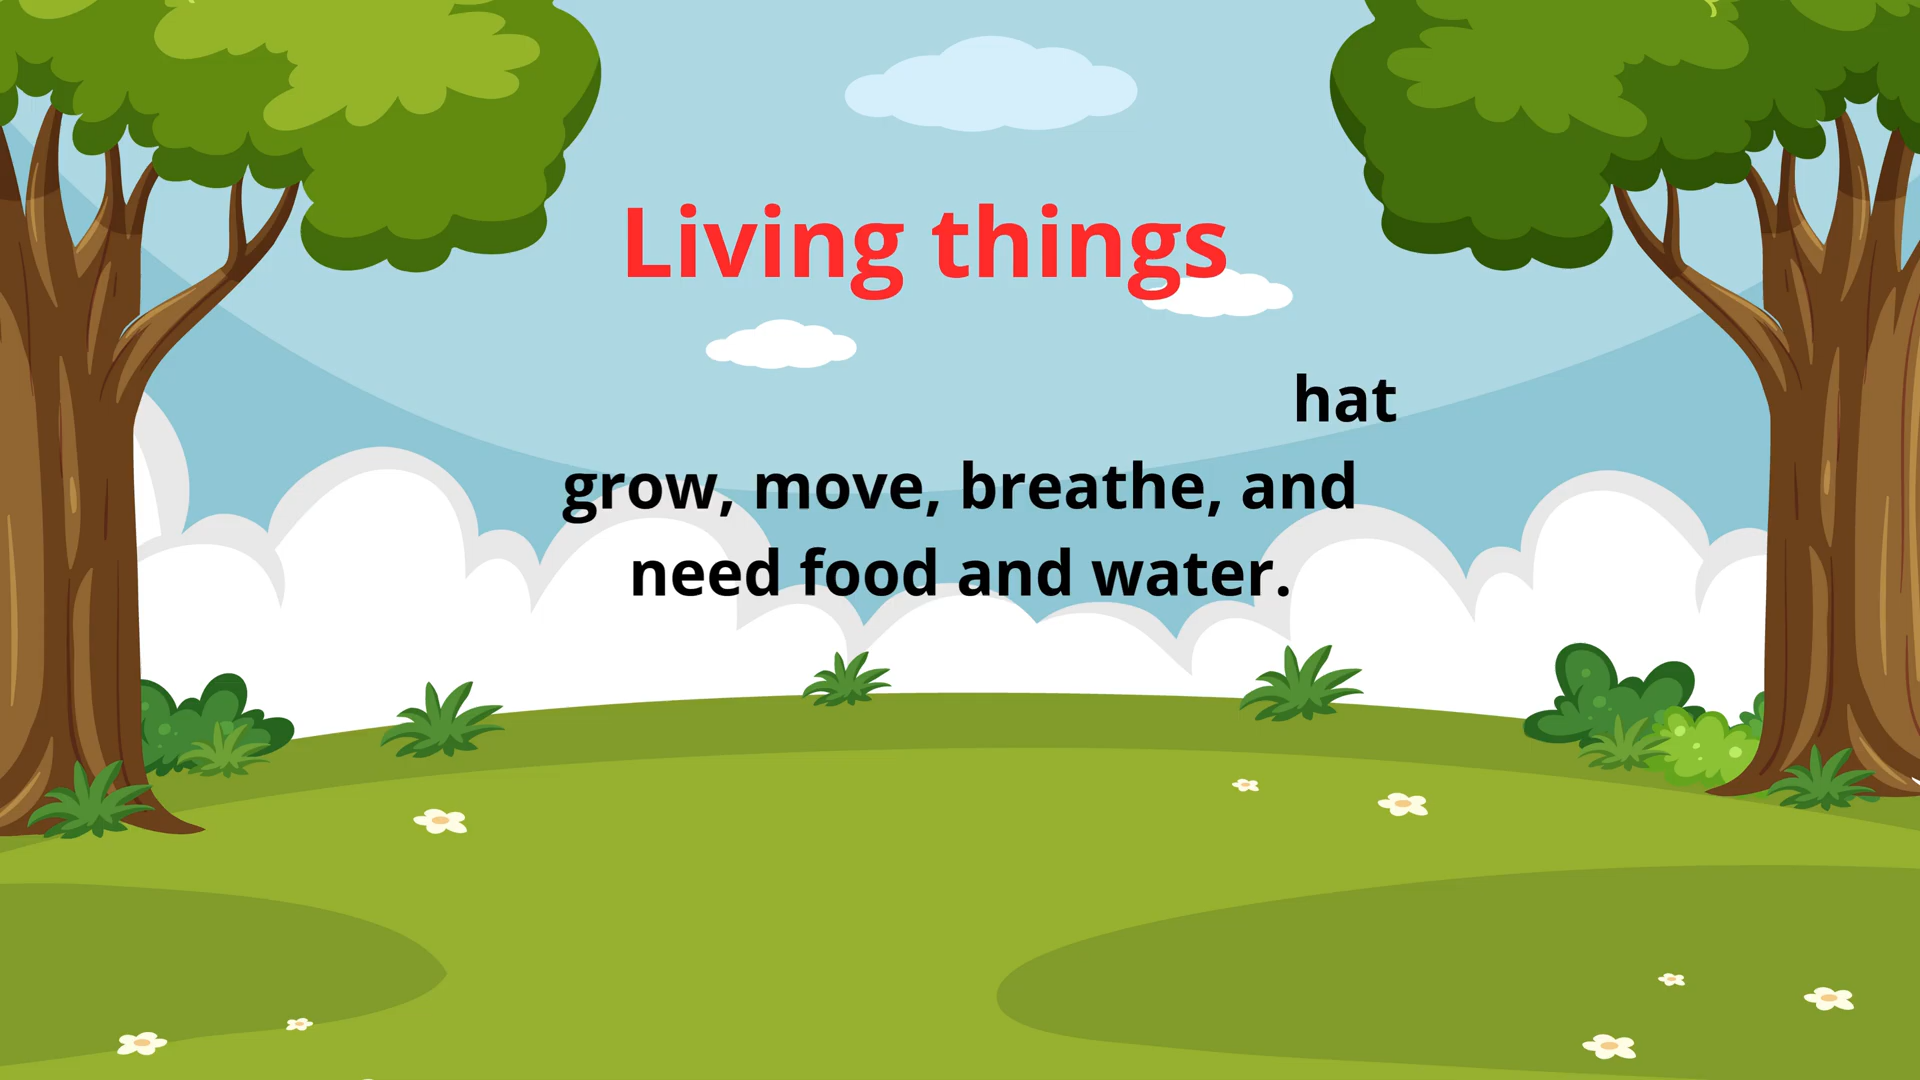 Living things
hat
grow, move, breathe, and
need food and water.